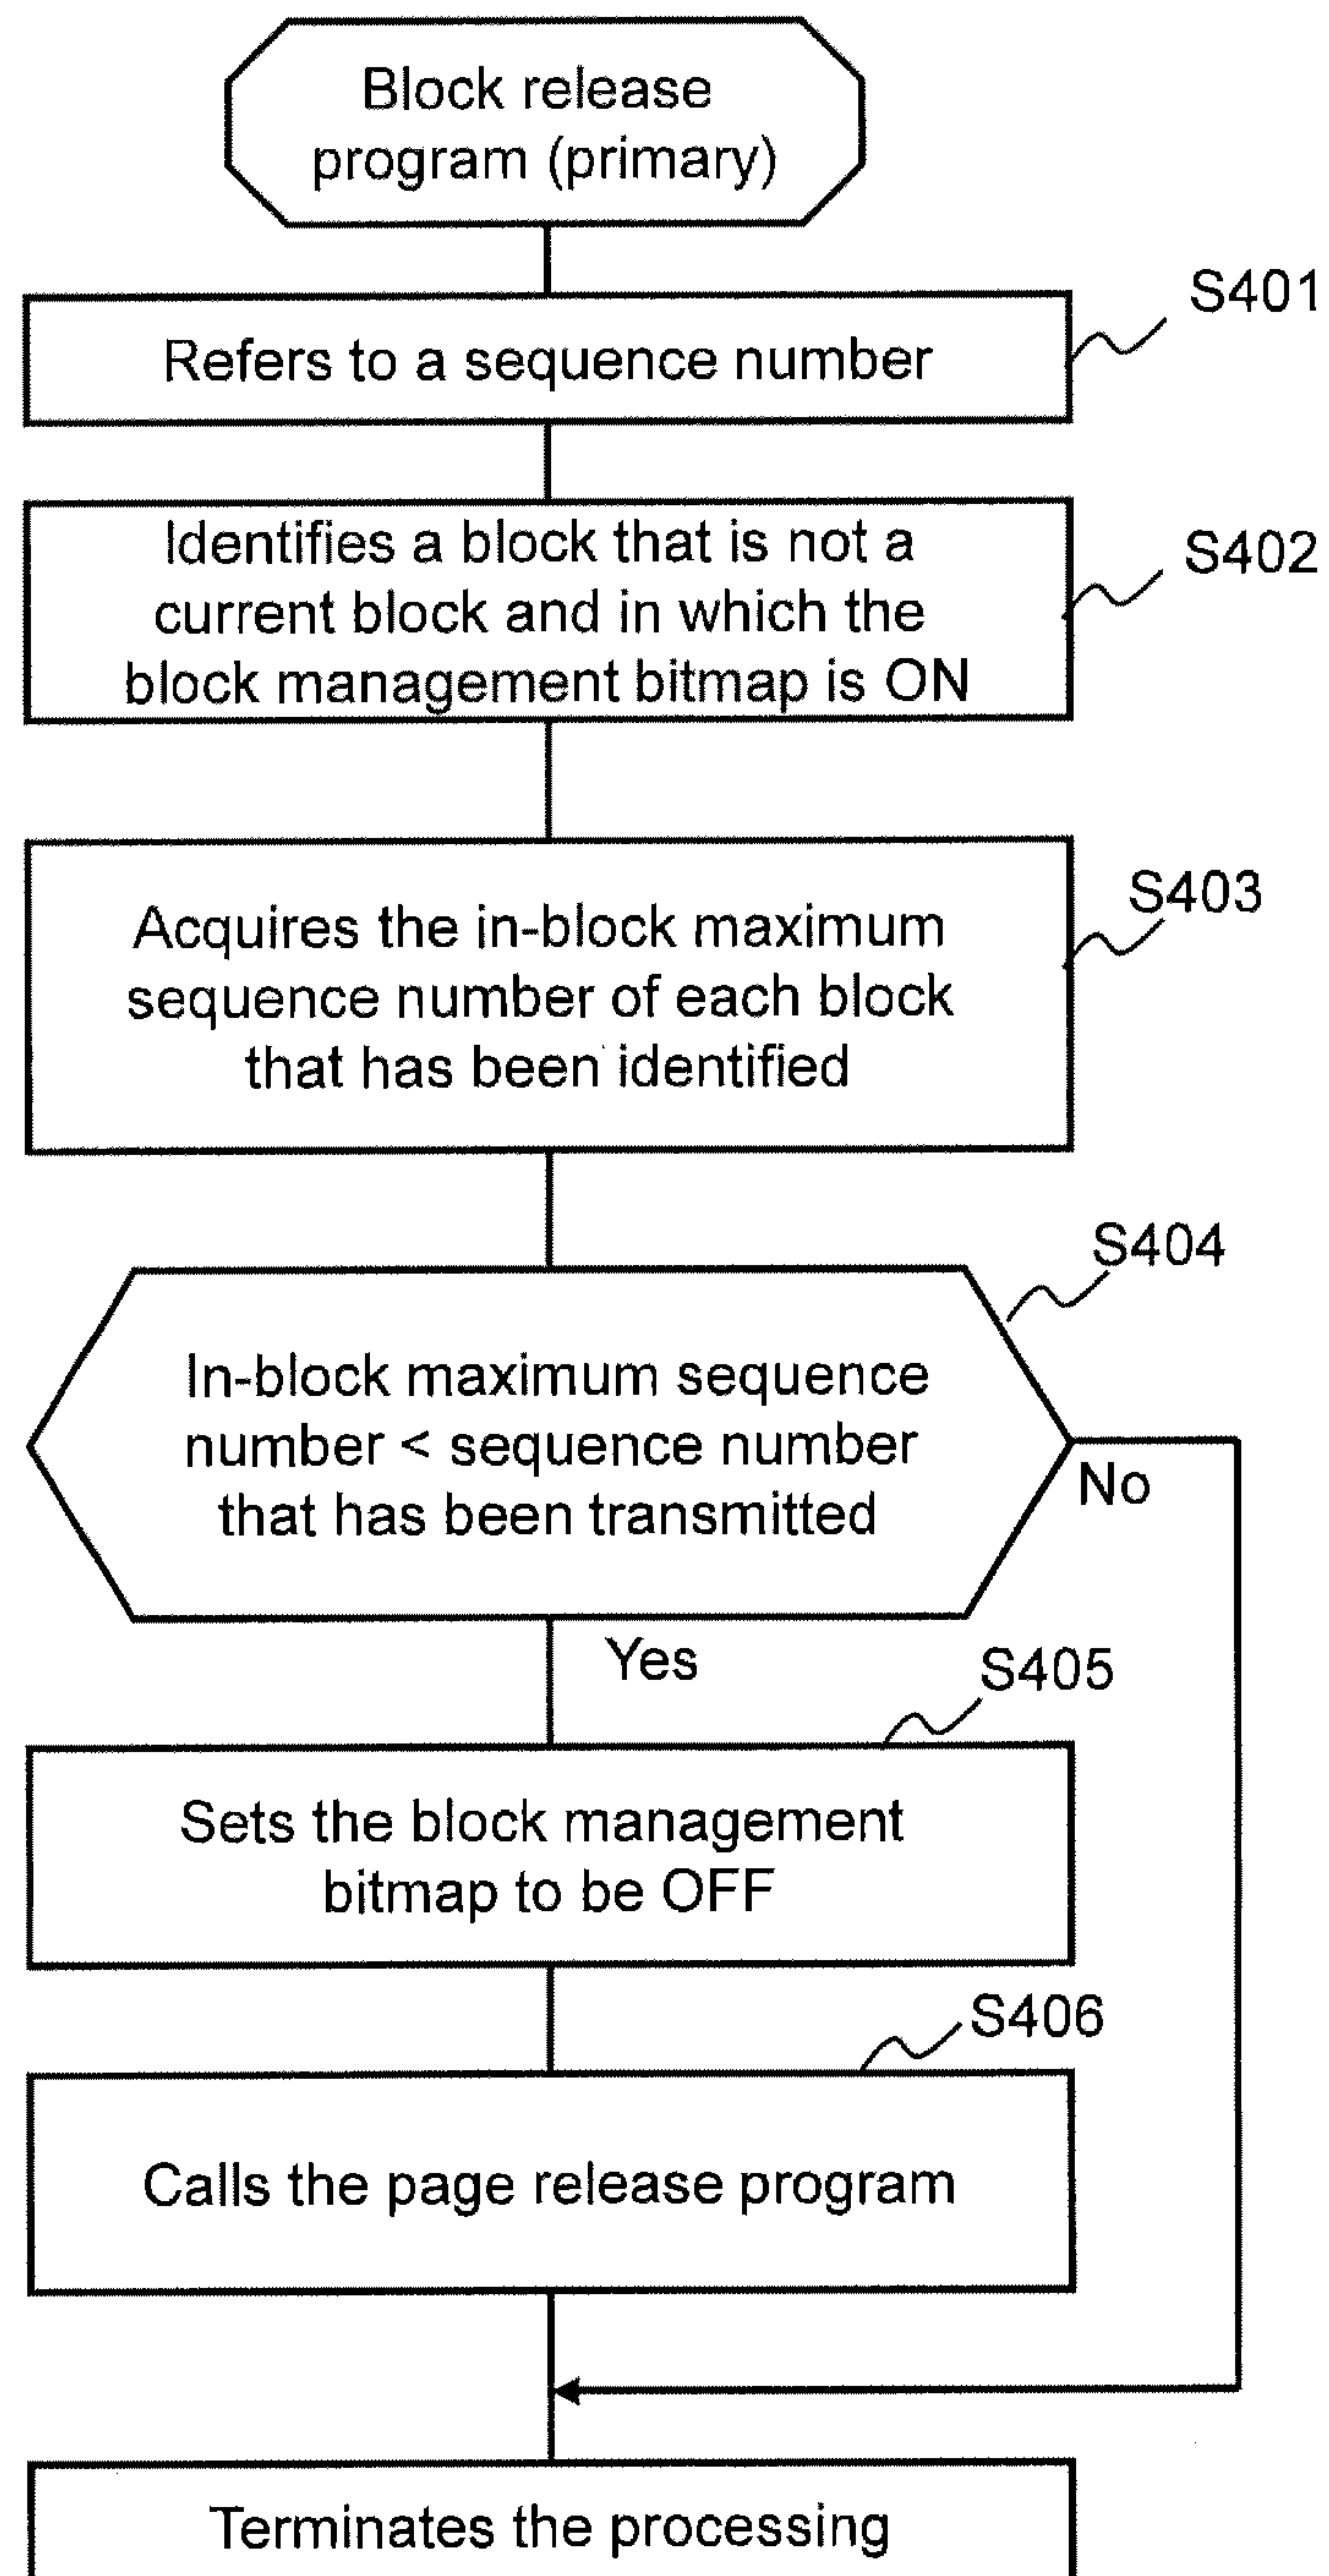 Block release
program (primary)
S401
Refers to a sequence number
Identifies a block that is not a
current block and in which the
block management bitmap is ON
S402
S403
Acquires the in-block maximum
sequence number of each block
that has been identified
S404
In-block maximum sequence
number < sequence number
that has been transmitted
No
Yes
S405
Sets the block management
bitmap to be OFF
S406
Calls the page release program
Terminates the processing